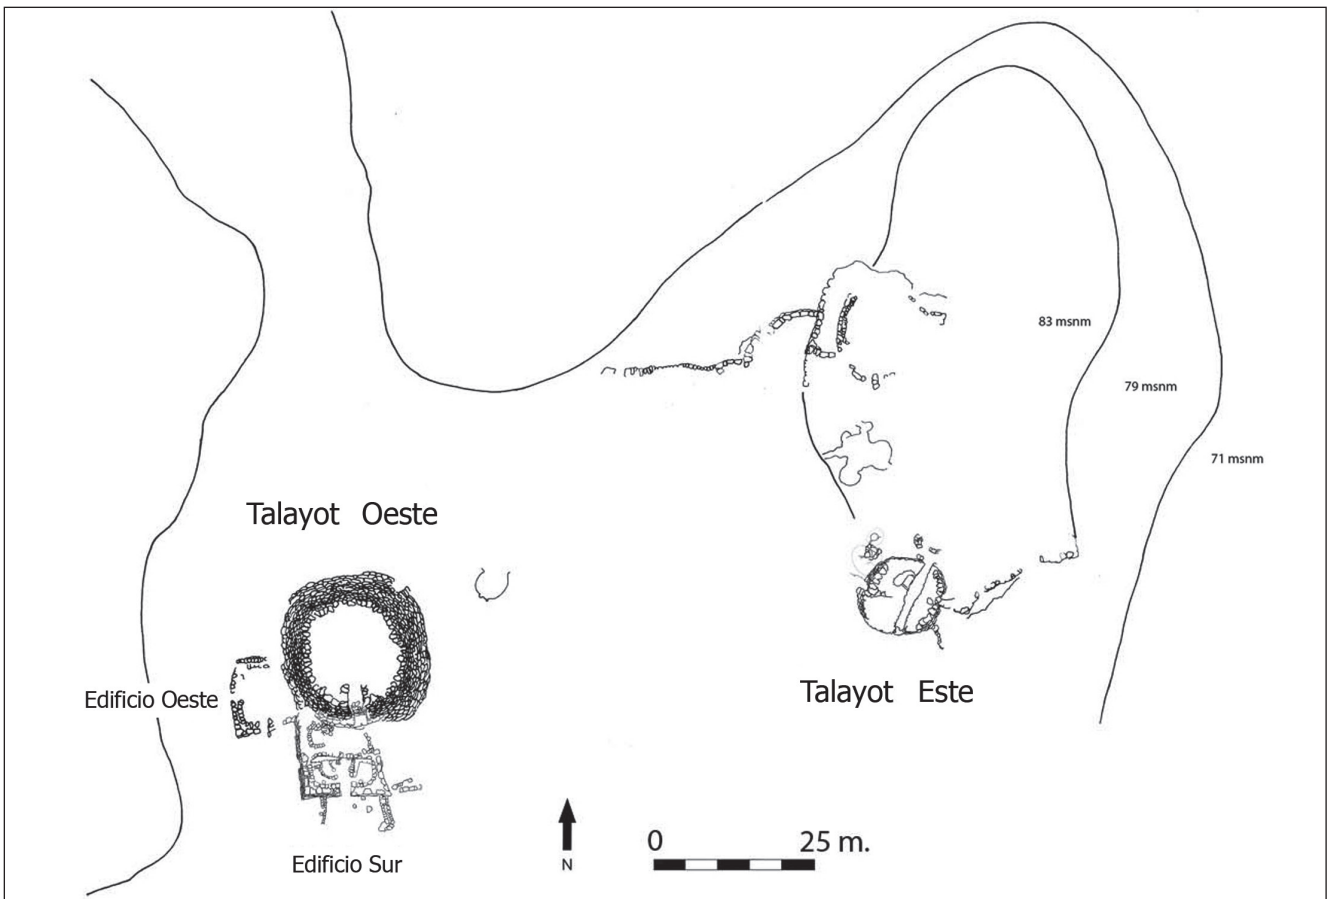 83 msnm
79 msnm
71 msnm
Talayot Oeste
Talayot Este
Edificio Oeste
Edificio Sur
N
0 25 m.